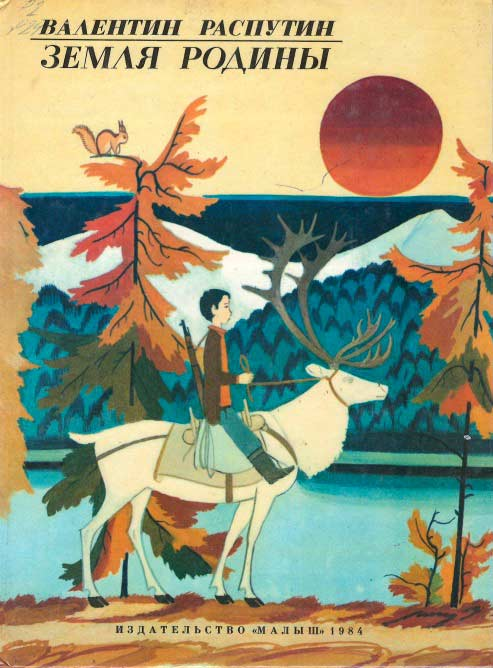 ВАЛЕНТИН РАСПУТИН
ЗЕМЛЯ РОДИНЫ
ИЗДАТЕЛЬСТВО «МАЛЫШ» 1984